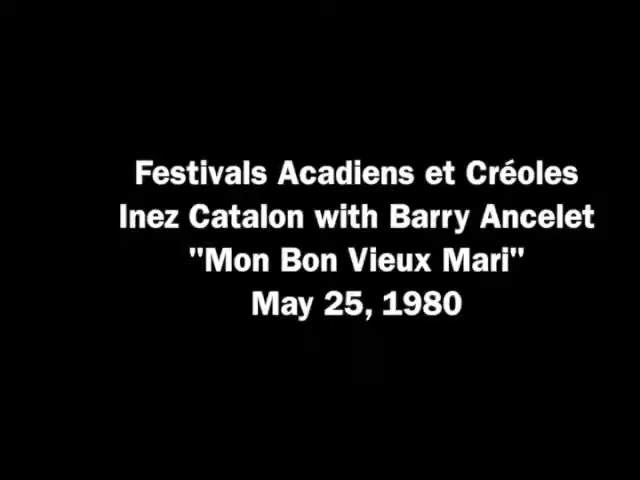 Festivals Acadiens et Créoles
Inez Catalon with Barry Ancelet
"Mon Bon Vieux Mari"
May 25, 1980